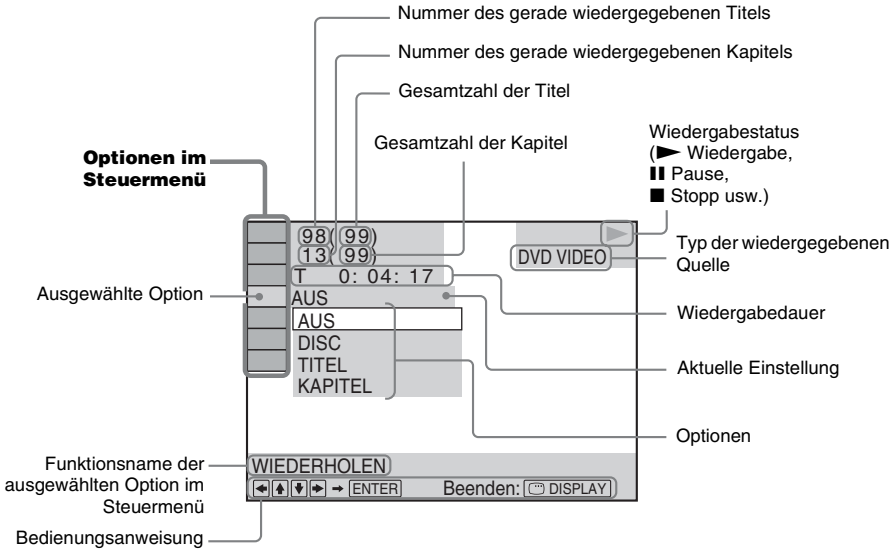 Nummer des gerade wiedergegebenen Titels
Nummer des gerade wiedergegebenen Kapitels
Gesamtzahl der Titel
Gesamtzahl der Kapitel
Wiedergabestatus
(► Wiedergabe,
⏸ Pause,
■ Stopp usw.)
Optionen im
Steuermenü
98( 99)
13( 99)
T 0: 04: 17
AUS
AUS
DISC
TITEL
KAPITEL
►
DVD VIDEO
Typ der wiedergegebenen
Quelle
Ausgewählte Option
Wiedergabedauer
Aktuelle Einstellung
Optionen
Funktionsname der
ausgewählten Option im
Steuermenü
WIEDERHOLEN
← ↑ ↓ → → ENTER Beenden: DISPLAY
Bedienungsanweisung